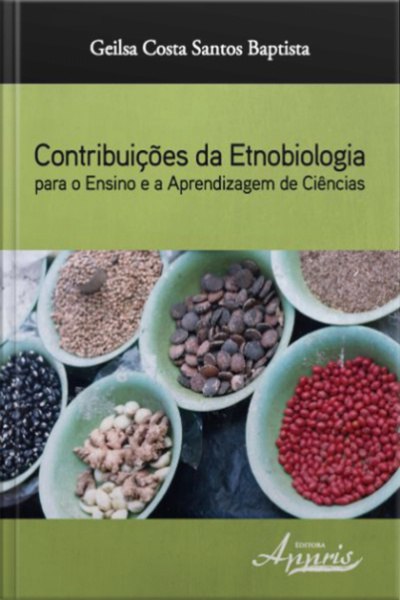 Geilsa Costa Santos Baptista
Contribuições da Etnobiologia
para o Ensino e a Aprendizagem de Ciências
EDITORA
Appris